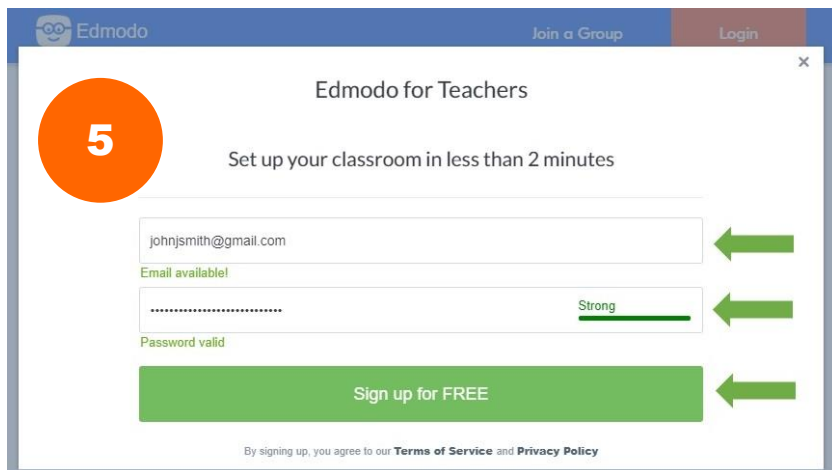 Edmodo
Join a Group
Login
×
Edmodo for Teachers
5
Set up your classroom in less than 2 minutes
johnjsmith@gmail.com
Email available!
••••••••••••••••••••••••••••
Strong
Password valid
Sign up for FREE
By signing up, you agree to our Terms of Service and Privacy Policy